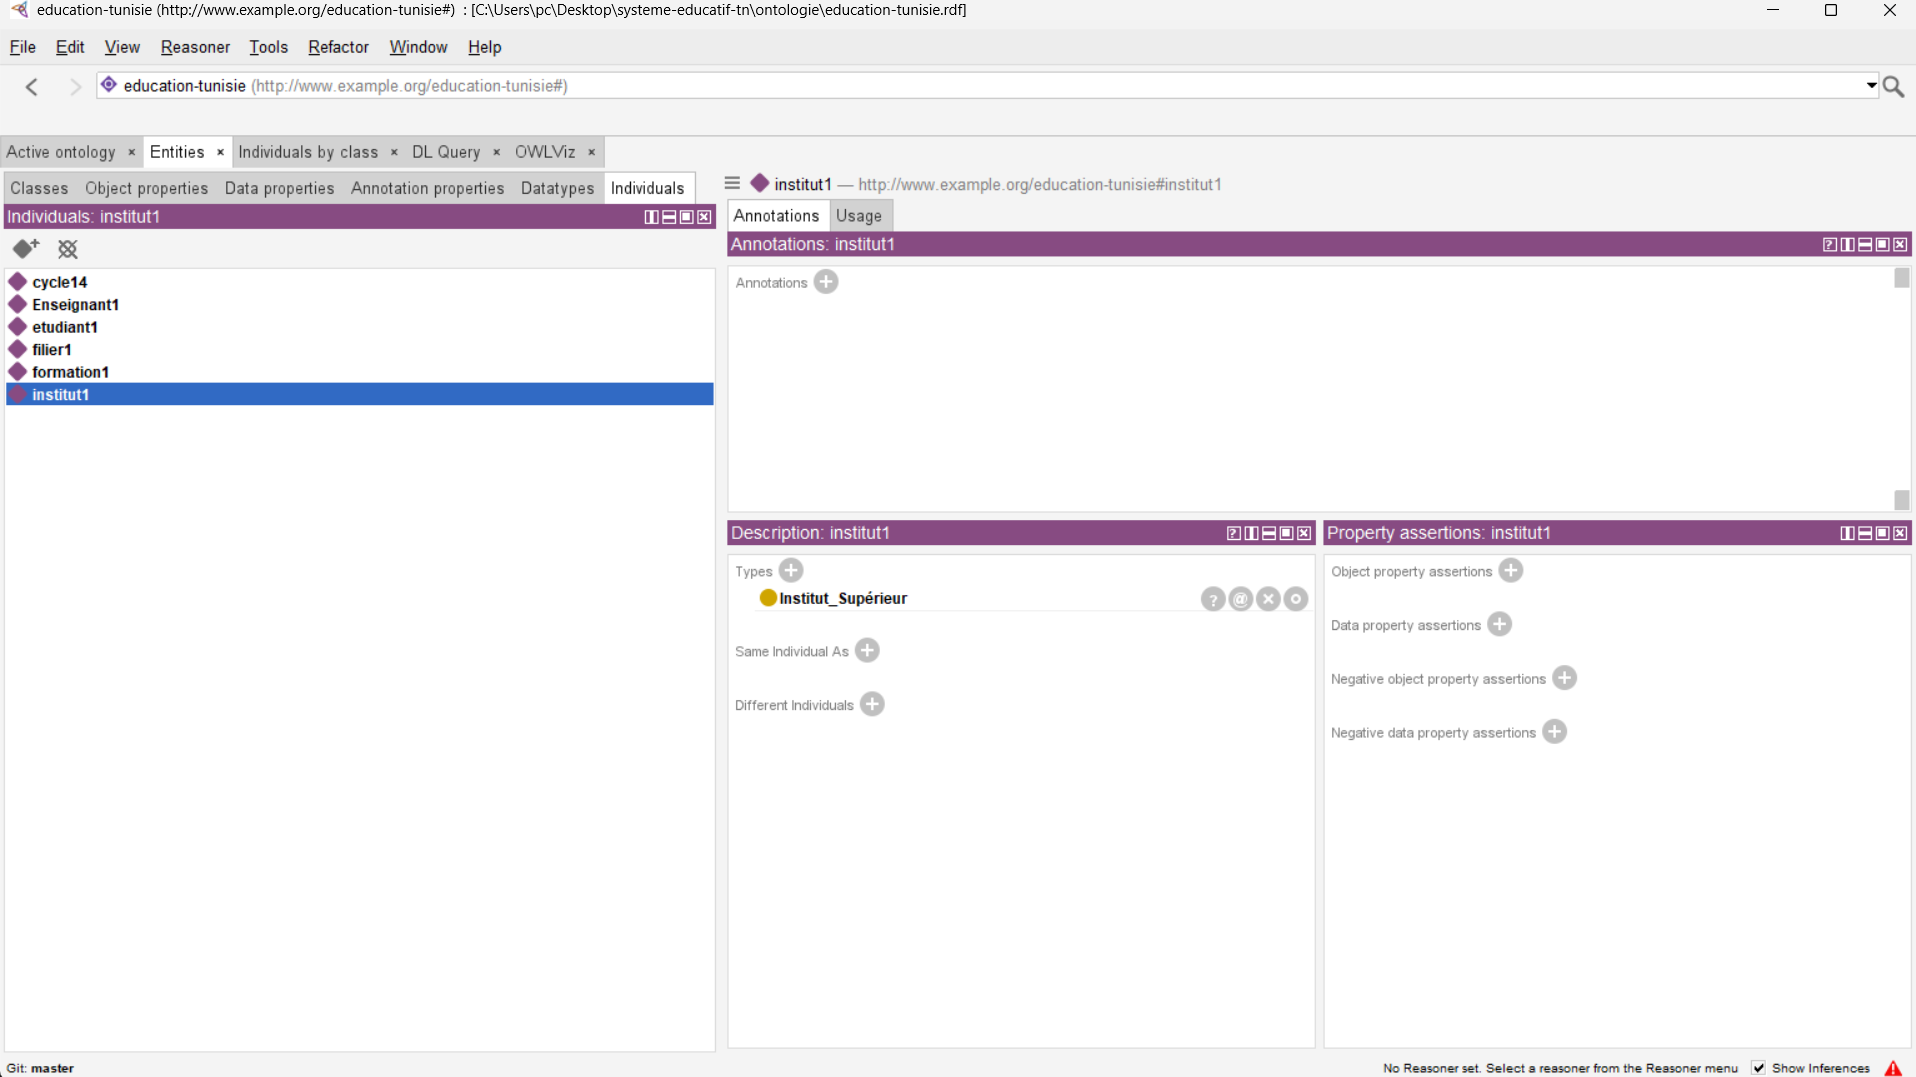 education-tunisie (http://www.example.org/education-tunisie#) : [C:\Users\pc\Desktop\systeme-educatif-tn\ontologie\education-tunisie.rdf]
File Edit View Reasoner Tools Refactor Window Help
education-tunisie (http://www.example.org/education-tunisie#)
Active ontology × Entities × Individuals by class × DL Query × OWLViz ×
Classes Object properties Data properties Annotation properties Datatypes Individuals
Individuals: institut1
cycle14
Enseignant1
etudiant1
filier1
formation1
institut1
institut1 — http://www.example.org/education-tunisie#institut1
Annotations Usage
Annotations: institut1
Annotations
Description: institut1
Types
Institut_Supérieur
Same Individual As
Different Individuals
Property assertions: institut1
Object property assertions
Data property assertions
Negative object property assertions
Negative data property assertions
Git: master
No Reasoner set. Select a reasoner from the Reasoner menu Show Inferences